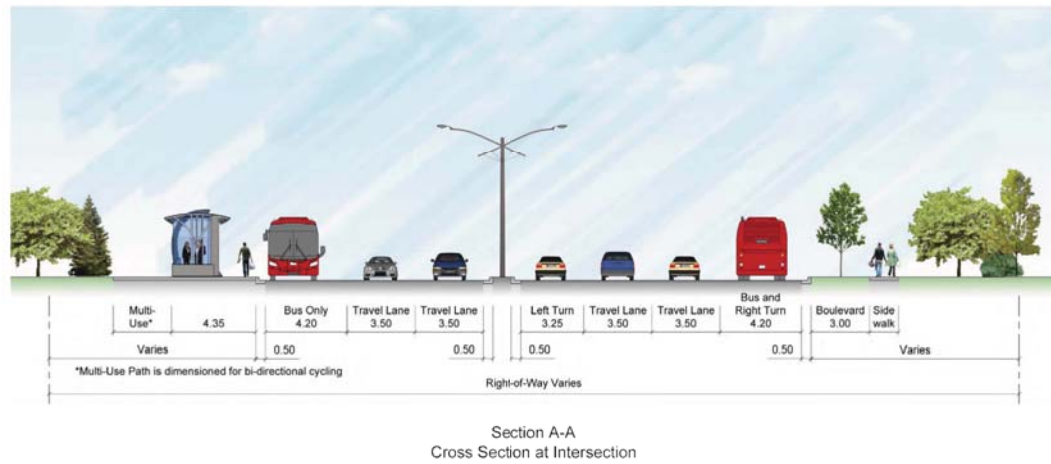 Multi-
Use*
4.35
Bus Only
4.20
Travel Lane
3.50
Travel Lane
3.50
Left Turn
3.25
Travel Lane
3.50
Travel Lane
3.50
Bus and
Right Turn
4.20
Boulevard
3.00
Side
walk
Varies
0.50
0.50
0.50
0.50
Varies
*Multi-Use Path is dimensioned for bi-directional cycling
Right-of-Way Varies
Section A-A
Cross Section at Intersection